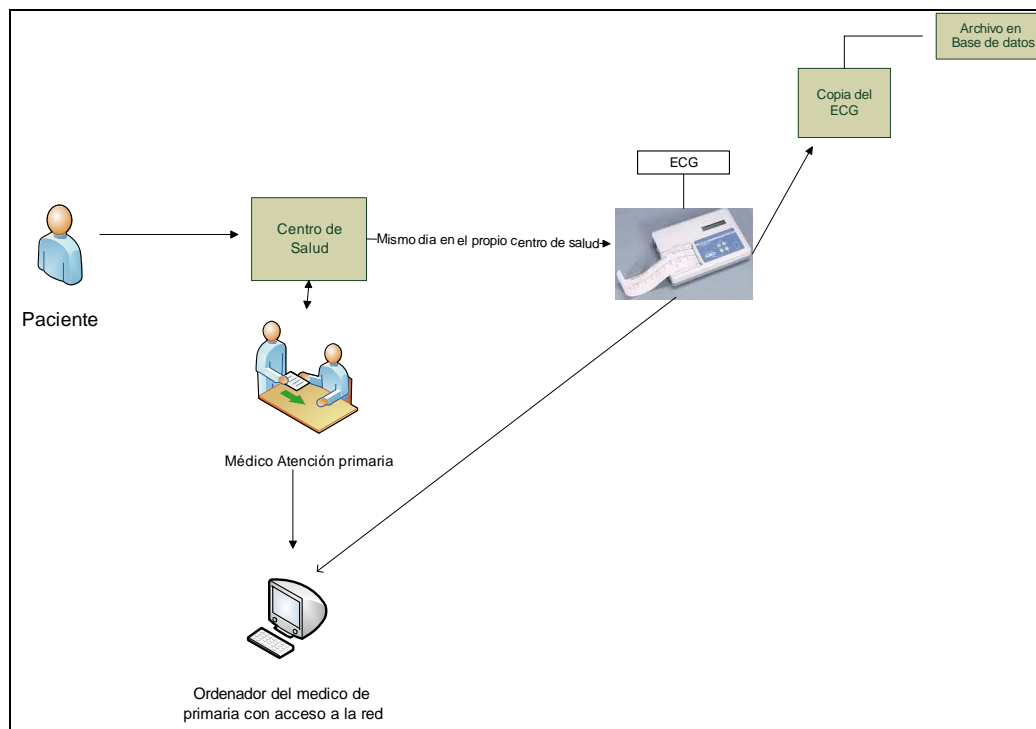 Archivo en
Base de datos
Copia del
ECG
ECG
Centro de
Salud
Mismo dia en el propio centro de salud
Paciente
Médico Atención primaria
Ordenador del medico de
primaria con acceso a la red